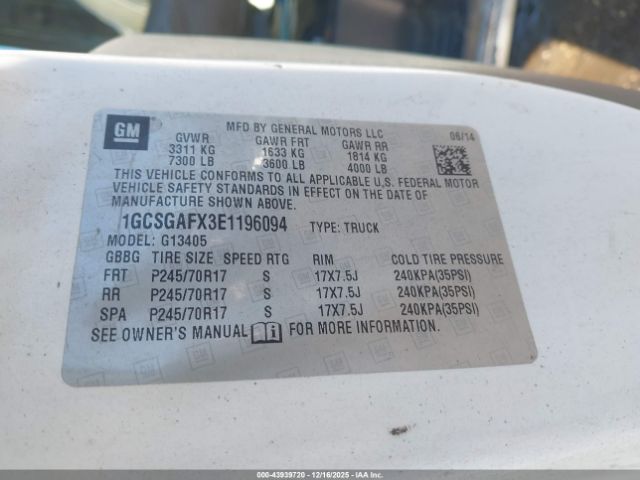 GM
MFD BY GENERAL MOTORS LLC 08/14
GVWR GAWR FRT GAWR RR
3311 KG 1633 KG 1814 KG
7300 LB 3600 LB 4000 LB
THIS VEHICLE CONFORMS TO ALL APPLICABLE U.S. FEDERAL MOTOR
VEHICLE SAFETY STANDARDS IN EFFECT ON THE DATE OF
MANUFACTURE SHOWN ABOVE.
1GCSGAFX3E1196094 TYPE: TRUCK
MODEL: G13405
GBBG TIRE SIZE SPEED RTG RIM COLD TIRE PRESSURE
FRT P245/70R17 S 17X7.5J 240KPA(35PSI)
RR P245/70R17 S 17X7.5J 240KPA(35PSI)
SPA P245/70R17 S 17X7.5J 240KPA(35PSI)
SEE OWNER'S MANUAL FOR MORE INFORMATION.
000-43939720 - 12/16/2025 - COPYRIGHT IAA, LLC.